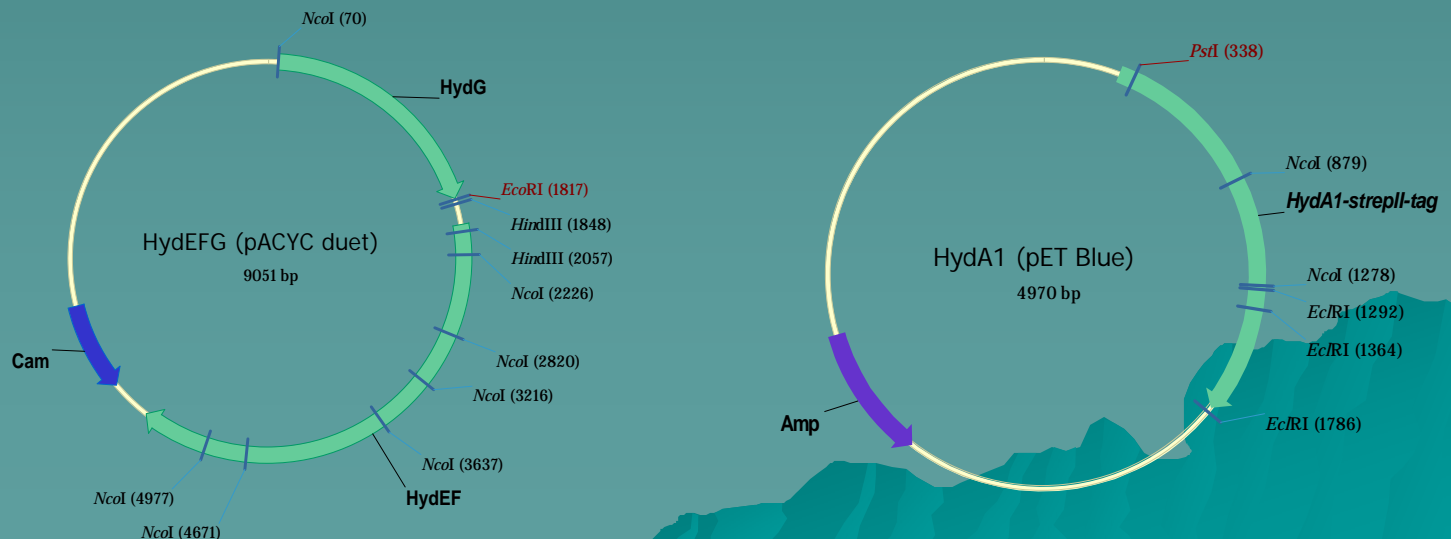 NcoI (70)
HydG
EcoRI (1817)
HindIII (1848)
HindIII (2057)
NcoI (2226)
NcoI (2820)
NcoI (3216)
NcoI (3637)
HydEF
NcoI (4671)
NcoI (4977)
Cam
HydEFG (pACYC duet)
9051 bp
PstI (338)
NcoI (879)
HydA1-strepII-tag
NcoI (1278)
EclRI (1292)
EclRI (1364)
EclRI (1786)
Amp
HydA1 (pET Blue)
4970 bp